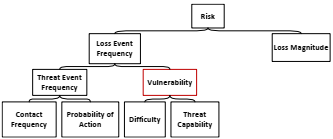 Risk
Loss Event
Frequency
Loss Magnitude
Threat Event
Frequency
Vulnerability
Contact
Frequency
Probability of
Action
Difficulty
Threat
Capability